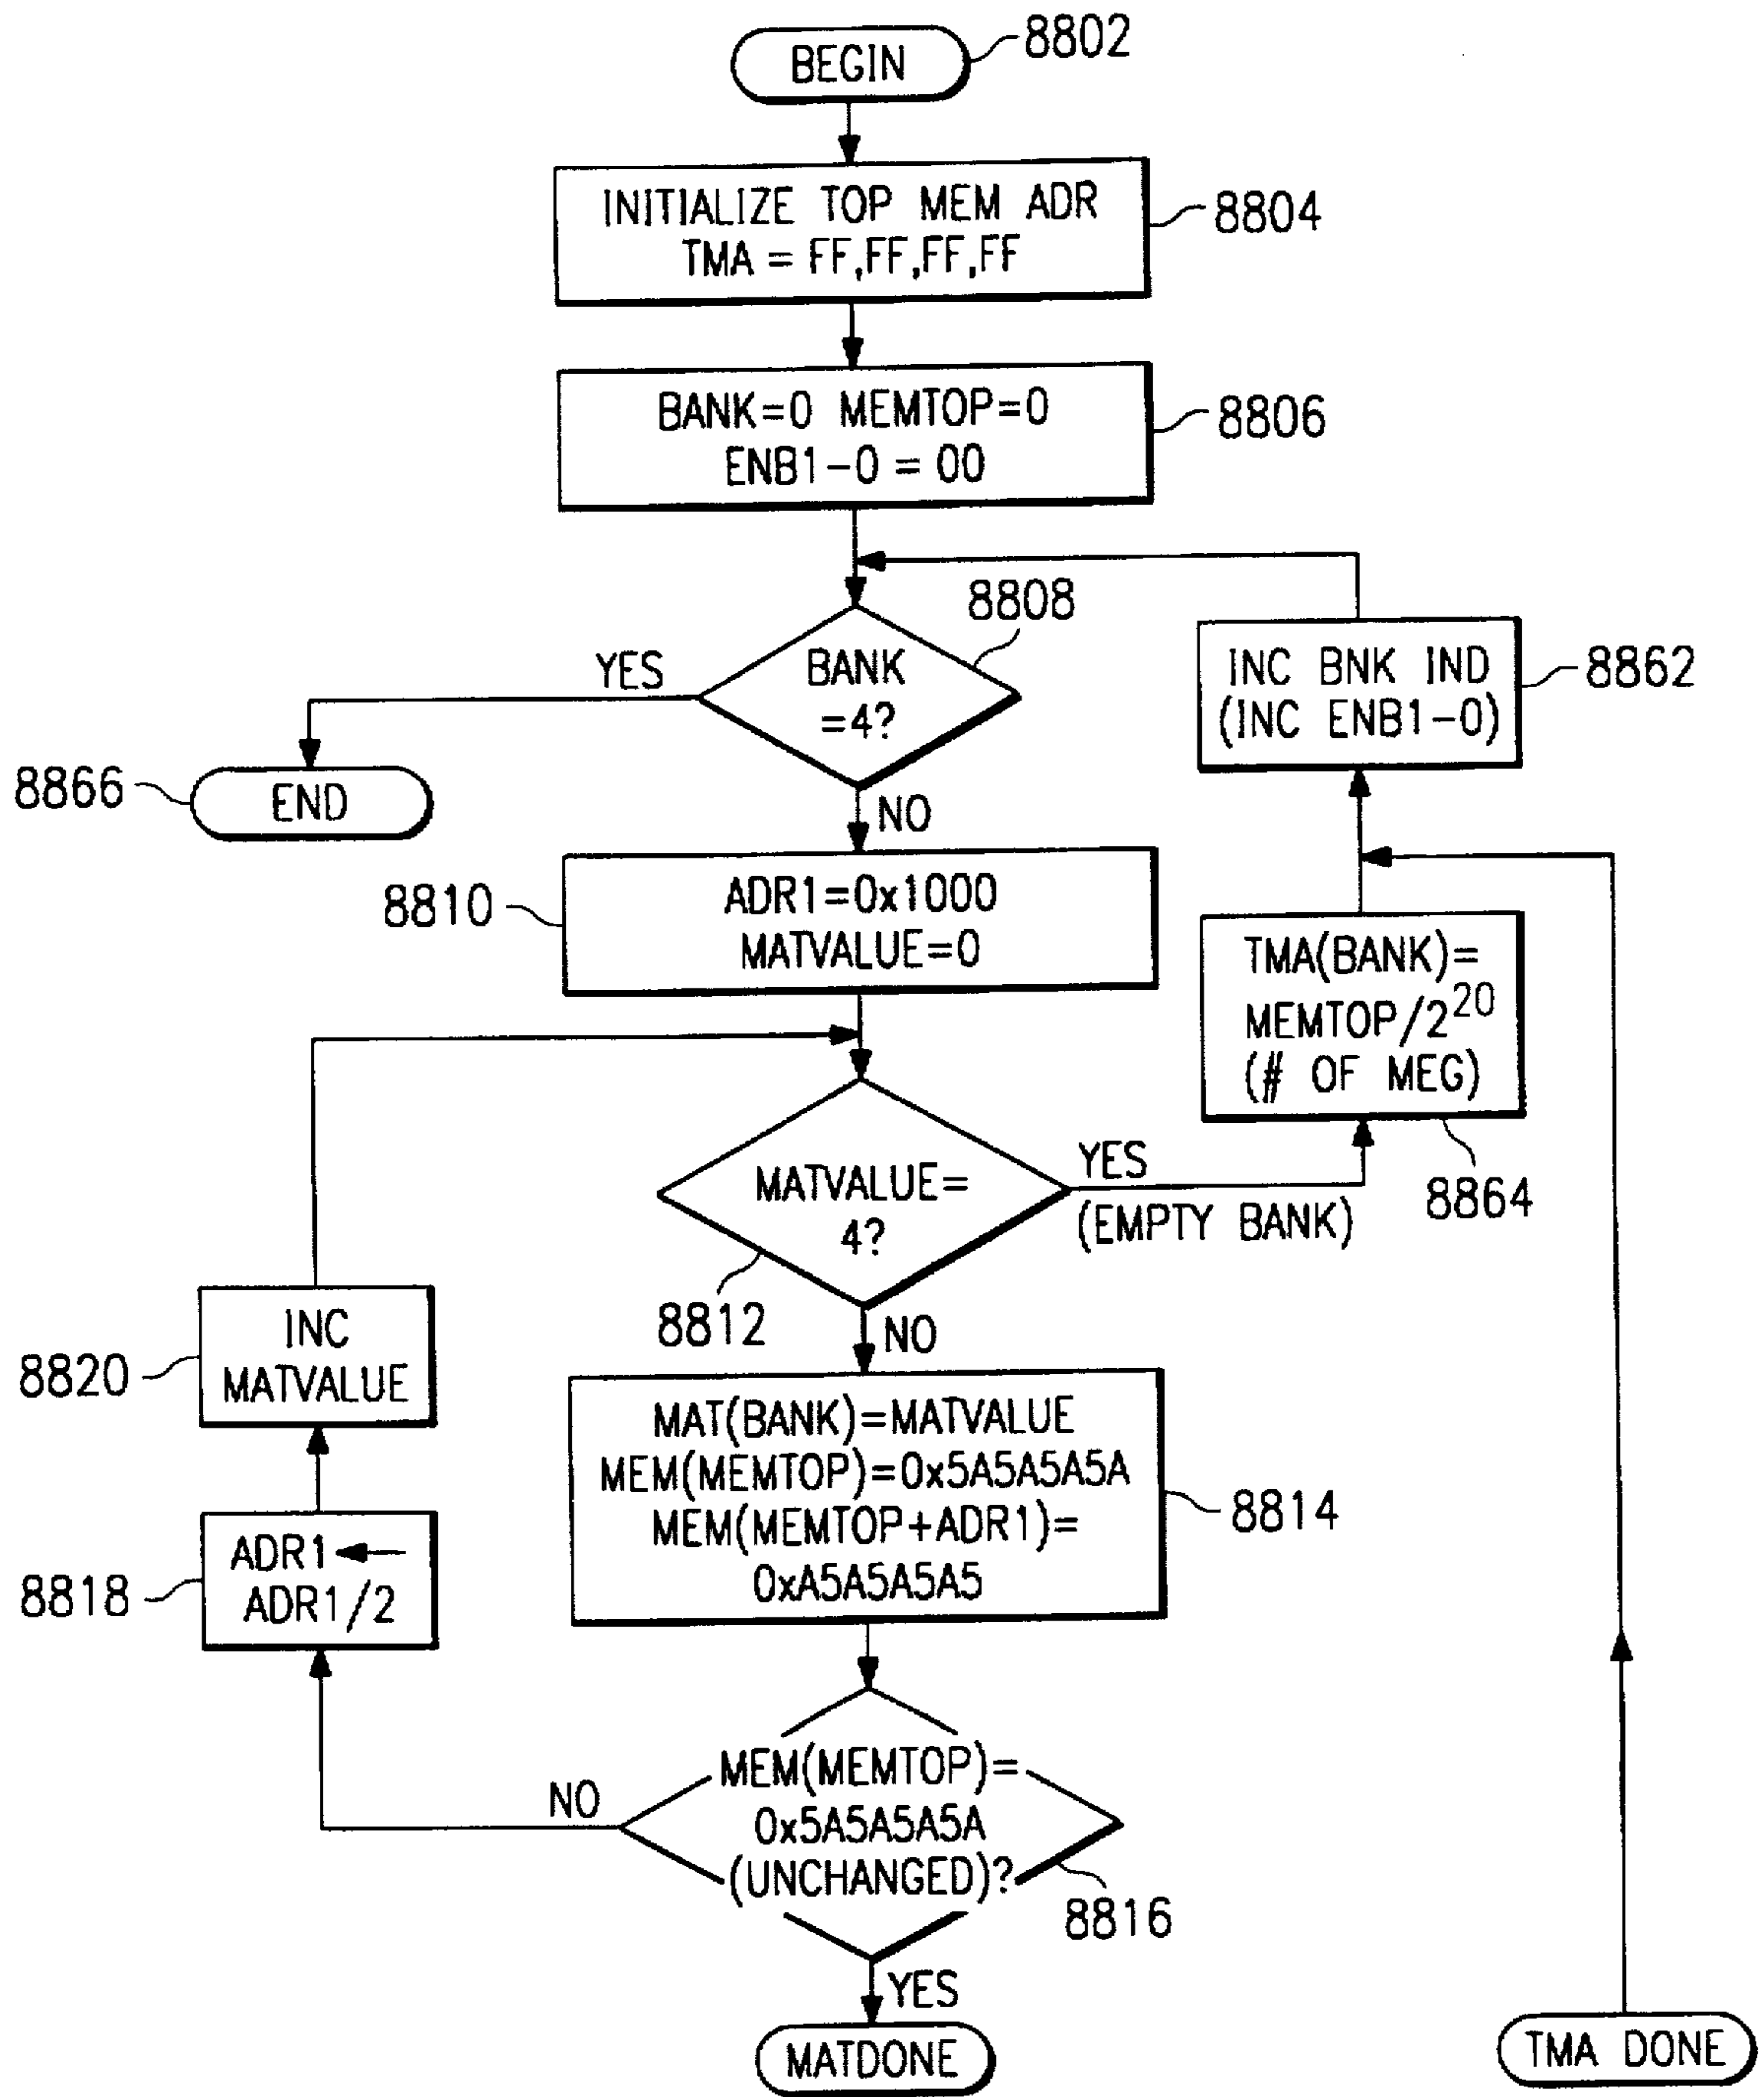 BEGIN
8802
INITIALIZE TOP MEM ADR
TMA = FF,FF,FF,FF
8804
BANK=0 MEMTOP=0
ENB1-0 = 00
8806
8808
BANK
=4?
YES
INC BNK IND
(INC ENB1-0)
8862
8866
END
NO
8810
ADR1=0x1000
MATVALUE=0
TMA(BANK)=
MEMTOP/2^20
(# OF MEG)
8864
MATVALUE=
4?
YES
(EMPTY BANK)
8812
NO
8820
INC
MATVALUE
MAT(BANK)=MATVALUE
MEM(MEMTOP)=0x5A5A5A5A
MEM(MEMTOP+ADR1)=
0xA5A5A5A5
8814
8818
ADR1←
ADR1/2
MEM(MEMTOP)=
0x5A5A5A5A
(UNCHANGED)?
NO
8816
YES
MATDONE
TMA DONE